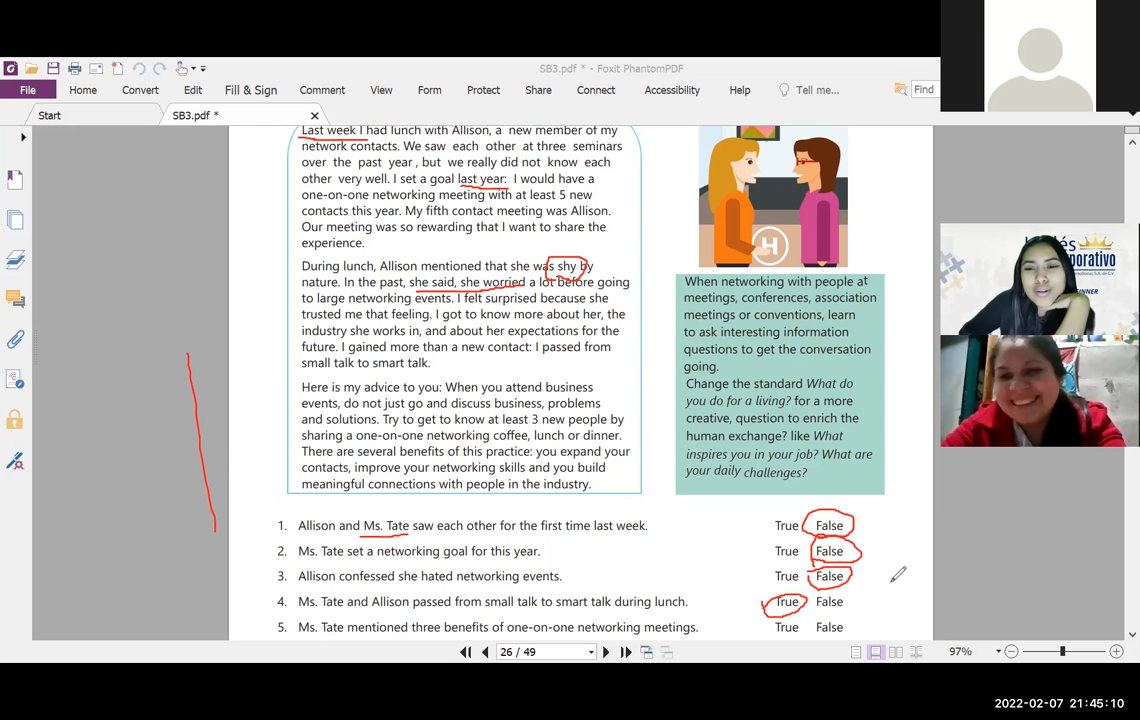 SB3.pdf * - Foxit PhantomPDF
File Home Convert Edit Fill & Sign Comment View Form Protect Share Connect Accessibility Help Tell me... Find
Start SB3.pdf *
Last week I had lunch with Allison, a new member of my
network contacts. We saw each other at three seminars
over the past year, but we really did not know each
other very well. I set a goal last year: I would have a
one-on-one networking meeting with at least 5 new
contacts this year. My fifth contact meeting was Allison.
Our meeting was so rewarding that I want to share the
experience.
During lunch, Allison mentioned that she was shy by
nature. In the past, she said, she worried a lot before going
to large networking events. I felt surprised because she
trusted me that feeling. I got to know more about her, the
industry she works in, and about her expectations for the
future. I gained more than a new contact: I passed from
small talk to smart talk.
Here is my advice to you: When you attend business
events, do not just go and discuss business, problems
and solutions. Try to get to know at least 3 new people by
sharing a one-on-one networking coffee, lunch or dinner.
There are several benefits of this practice: you expand your
contacts, improve your networking skills and you build
meaningful connections with people in the industry.
H
When networking with people at
meetings, conferences, association
meetings or conventions, learn
to ask interesting information
questions to get the conversation
going.
Change the standard What do
you do for a living? for a more
creative, question to enrich the
human exchange? like What
inspires you in your job? What are
your daily challenges?
1. Allison and Ms. Tate saw each other for the first time last week. True False
2. Ms. Tate set a networking goal for this year. True False
3. Allison confessed she hated networking events. True False
4. Ms. Tate and Allison passed from small talk to smart talk during lunch. True False
5. Ms. Tate mentioned three benefits of one-on-one networking meetings. True False
26 / 49
97%
2022-02-07 21:45:10